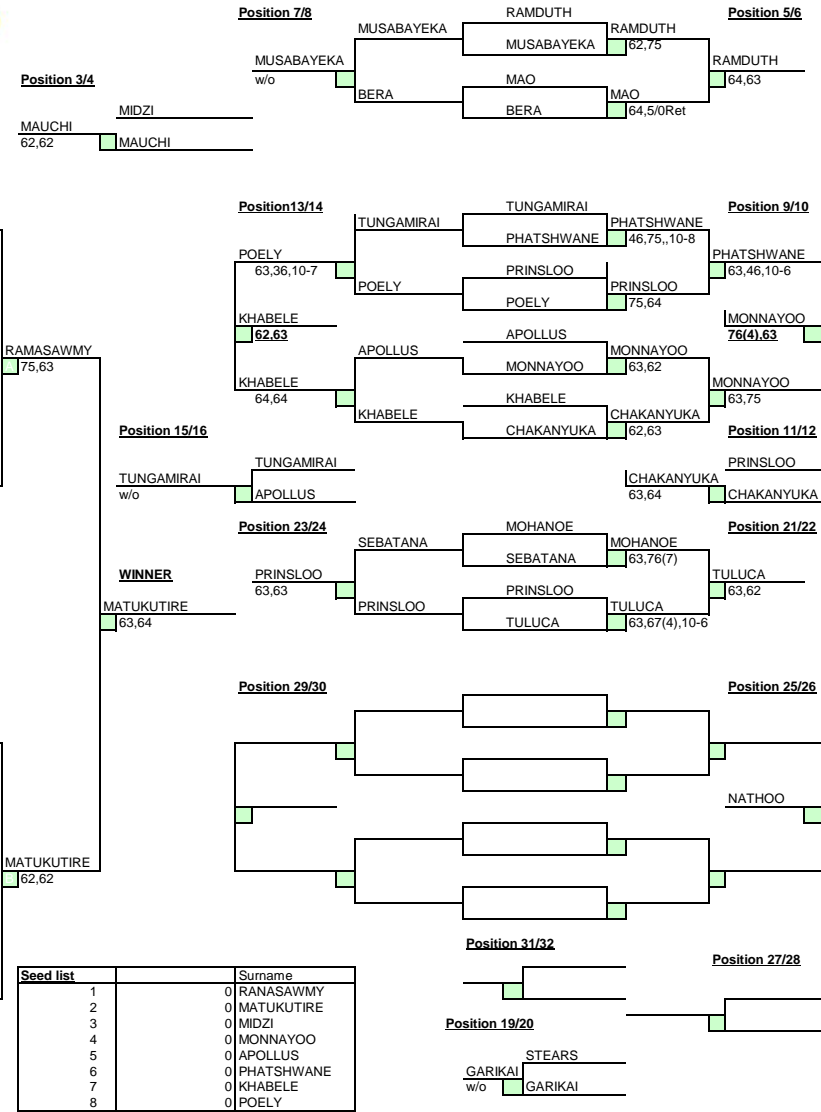 Position 7/8 RAMDUTH Position 5/6
MUSABAYEKA RAMDUTH
MUSABAYEKA 62,75
MUSABAYEKA RAMDUTH
Position 3/4 w/o MAO 64,63
BERA MAO
MIDZI BERA 64,5/0Ret
MAUCHI
62,62 MAUCHI
Position13/14 TUNGAMIRAI Position 9/10
TUNGAMIRAI PHATSHWANE
PHATSHWANE 46,75,,10-8
POELY PHATSHWANE
63,36,10-7 PRINSLOO 63,46,10-6
POELY PRINSLOO
POELY 75,64
KHABELE MONNAYOO
62,63 APOLLUS 76(4),63
RAMASAWMY APOLLUS MONNAYOO
75,63 MONNAYOO 63,62
KHABELE MONNAYOO
64,64 KHABELE 63,75
KHABELE CHAKANYUKA
Position 15/16 CHAKANYUKA 62,63 Position 11/12
TUNGAMIRAI PRINSLOO
TUNGAMIRAI CHAKANYUKA
w/o APOLLUS 63,64 CHAKANYUKA
Position 23/24 MOHANOE Position 21/22
SEBATANA MOHANOE
SEBATANA 63,76(7)
WINNER PRINSLOO TULUCA
63,63 PRINSLOO 63,62
MATUKUTIRE PRINSLOO TULUCA
63,64 TULUCA 63,67(4),10-6
Position 29/30 Position 25/26
NATHOO
MATUKUTIRE
62,62
Position 31/32
Position 27/28
Seed list Surname
1 0 RANASAWMY
2 0 MATUKUTIRE
3 0 MIDZI
4 0 MONNAYOO
5 0 APOLLUS
6 0 PHATSHWANE
7 0 KHABELE
8 0 POELY
Position 19/20
STEARS
GARIKAI
w/o GARIKAI